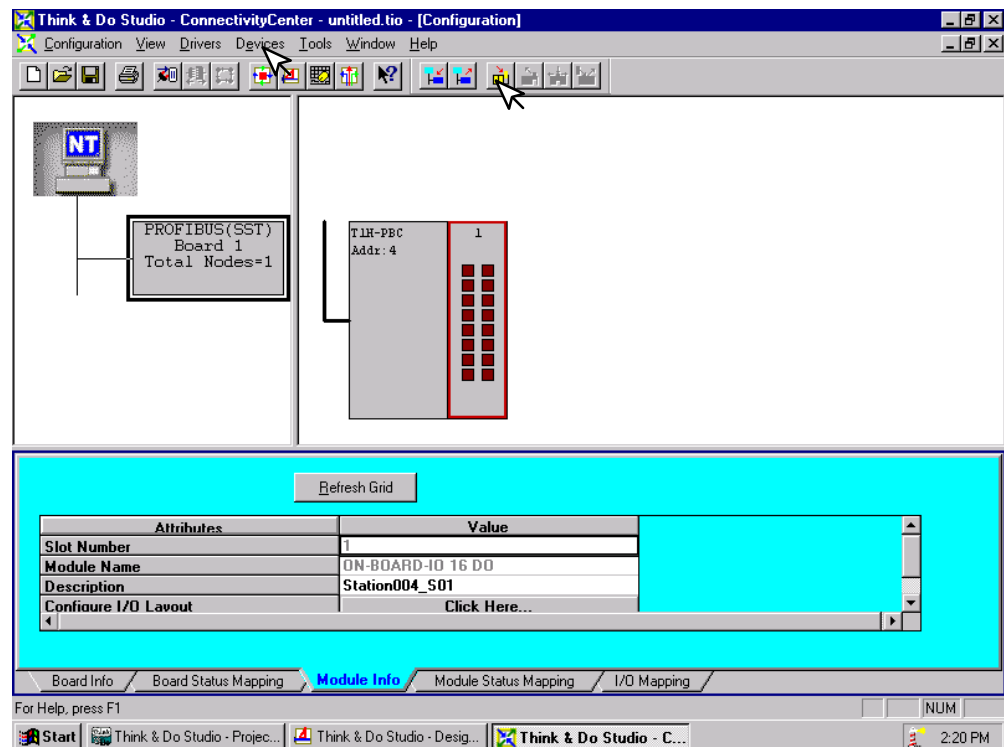 Think & Do Studio - ConnectivityCenter - untitled.tio - [Configuration]
Configuration View Drivers Devices Tools Window Help
NT
PROFIBUS(SST)
Board 1
Total Nodes=1
T1H-PBC
Addr:4
1
Refresh Grid
Attributes Value
Slot Number 1
Module Name ON-BOARD-IO 16 DO
Description Station004_S01
Configure I/O Layout Click Here...
Board Info Board Status Mapping Module Info Module Status Mapping I/O Mapping
For Help, press F1 NUM
Start Think & Do Studio - Projec... Think & Do Studio - Desig... Think & Do Studio - C... 2:20 PM